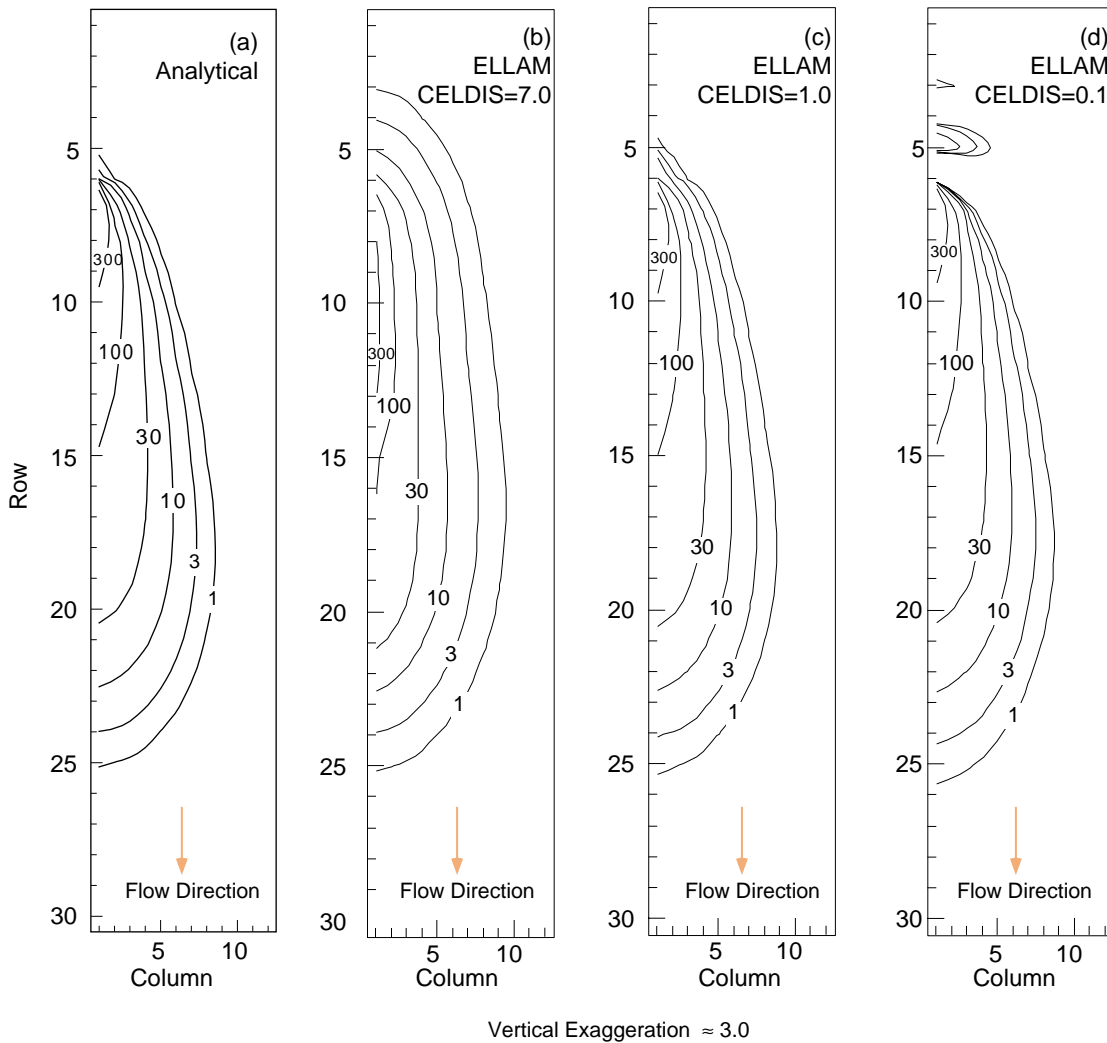 (a)
Analytical
5
10
15
20
25
30
Row
300
100
30
10
3
1
Flow Direction
5 10
Column
(b)
ELLAM
CELDIS=7.0
5
10
15
20
25
30
300
100
30
10
3
1
Flow Direction
5 10
Column
(c)
ELLAM
CELDIS=1.0
5
10
15
20
25
30
300
100
30
10
3
1
Flow Direction
5 10
Column
(d)
ELLAM
CELDIS=0.1
5
10
15
20
25
30
300
100
30
10
3
1
Flow Direction
5 10
Column
Vertical Exaggeration ≈ 3.0